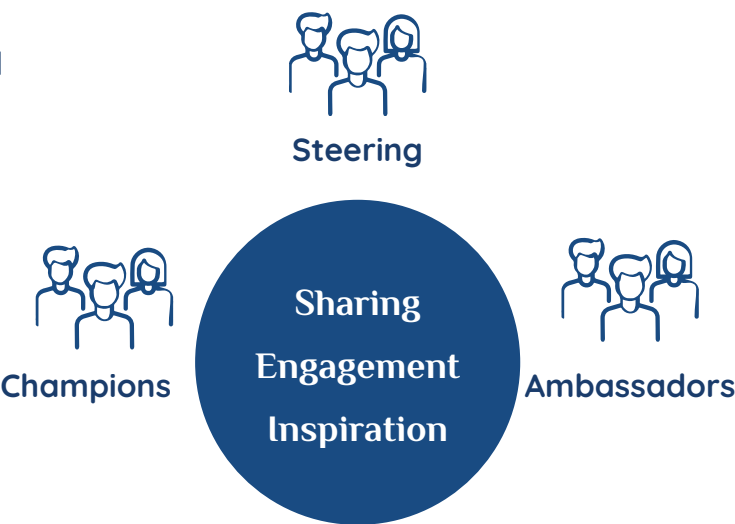 Steering
Sharing
Engagement
Inspiration
Champions
Ambassadors